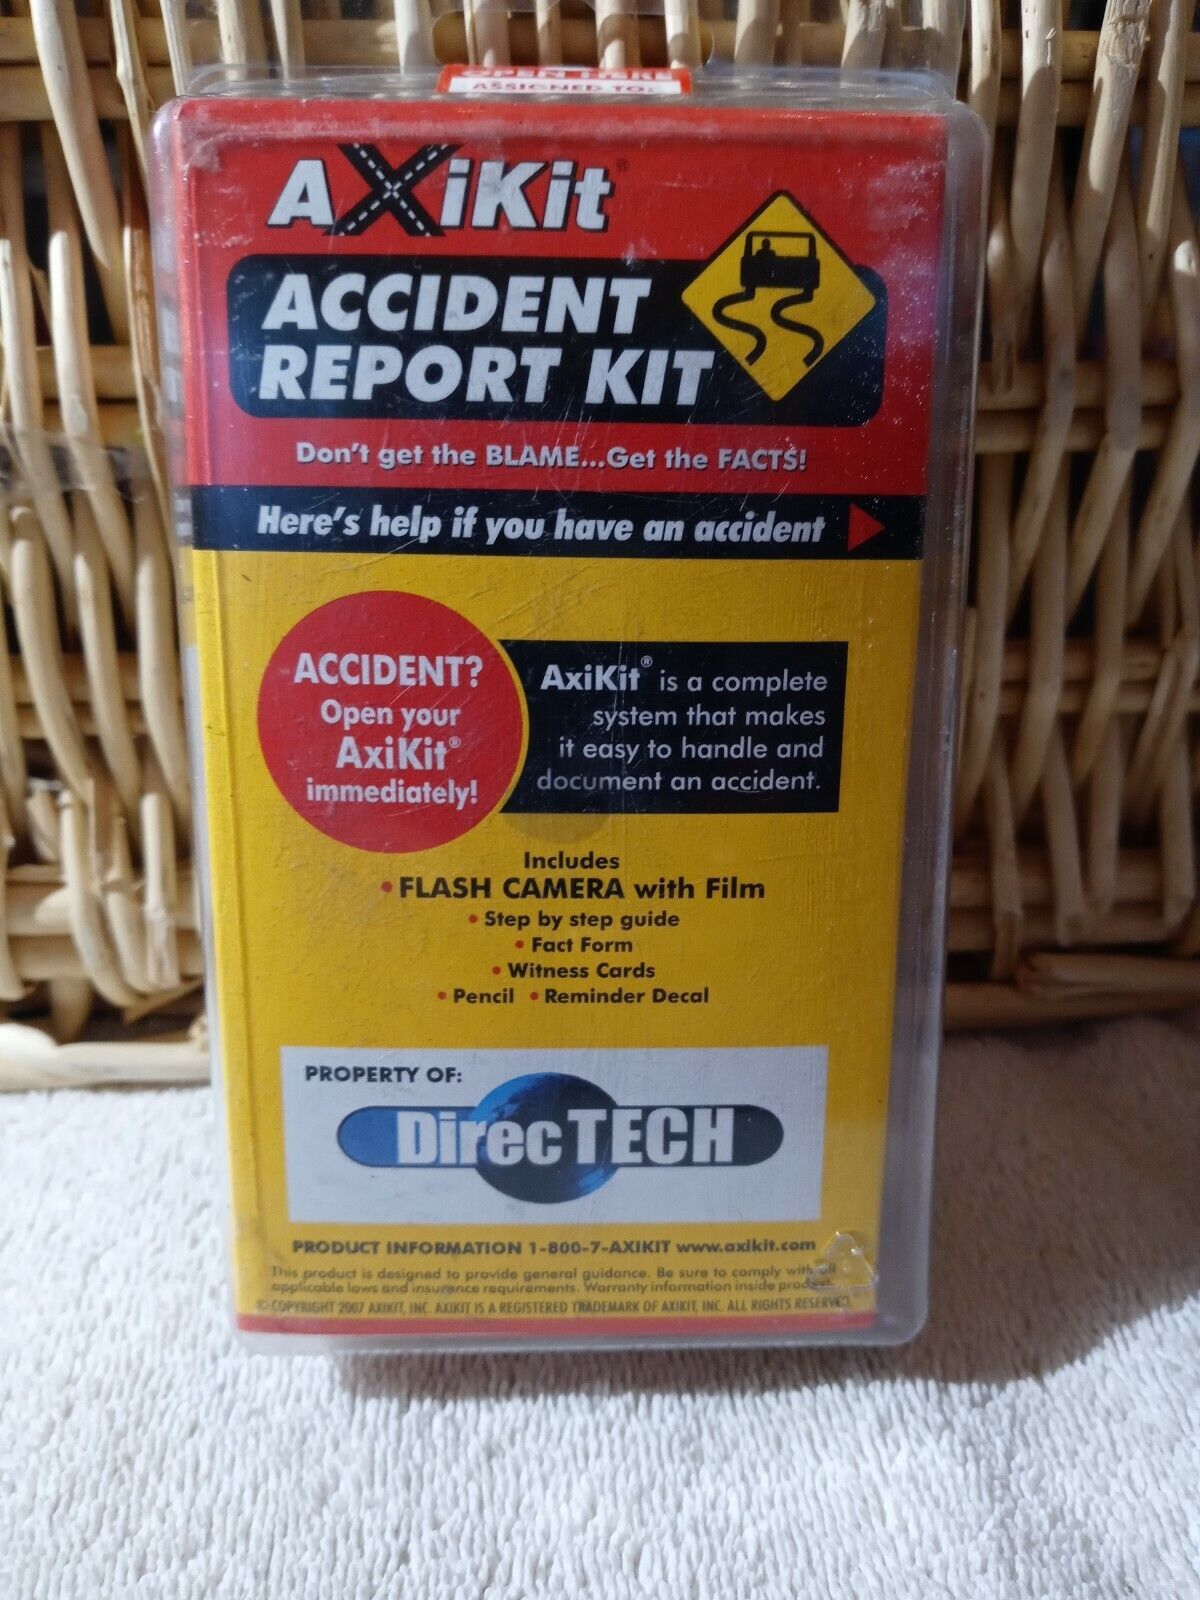 OPEN HERE
ASSIGNED TO:
AXiKit®
ACCIDENT
REPORT KIT
Don't get the BLAME...Get the FACTS!
Here's help if you have an accident
ACCIDENT?
Open your
AxiKit®
immediately!
AxiKit® is a complete
system that makes
it easy to handle and
document an accident.
Includes
• FLASH CAMERA with Film
• Step by step guide
• Fact Form
• Witness Cards
• Pencil • Reminder Decal
PROPERTY OF:
DirecTECH
PRODUCT INFORMATION 1-800-7-AXIKIT www.axikit.com
This product is designed to provide general guidance. Be sure to comply with all
applicable laws and insurance requirements. Warranty information inside product.
© COPYRIGHT 2007 AXIKIT, INC. AXIKIT IS A REGISTERED TRADEMARK OF AXIKIT, INC. ALL RIGHTS RESERVED.